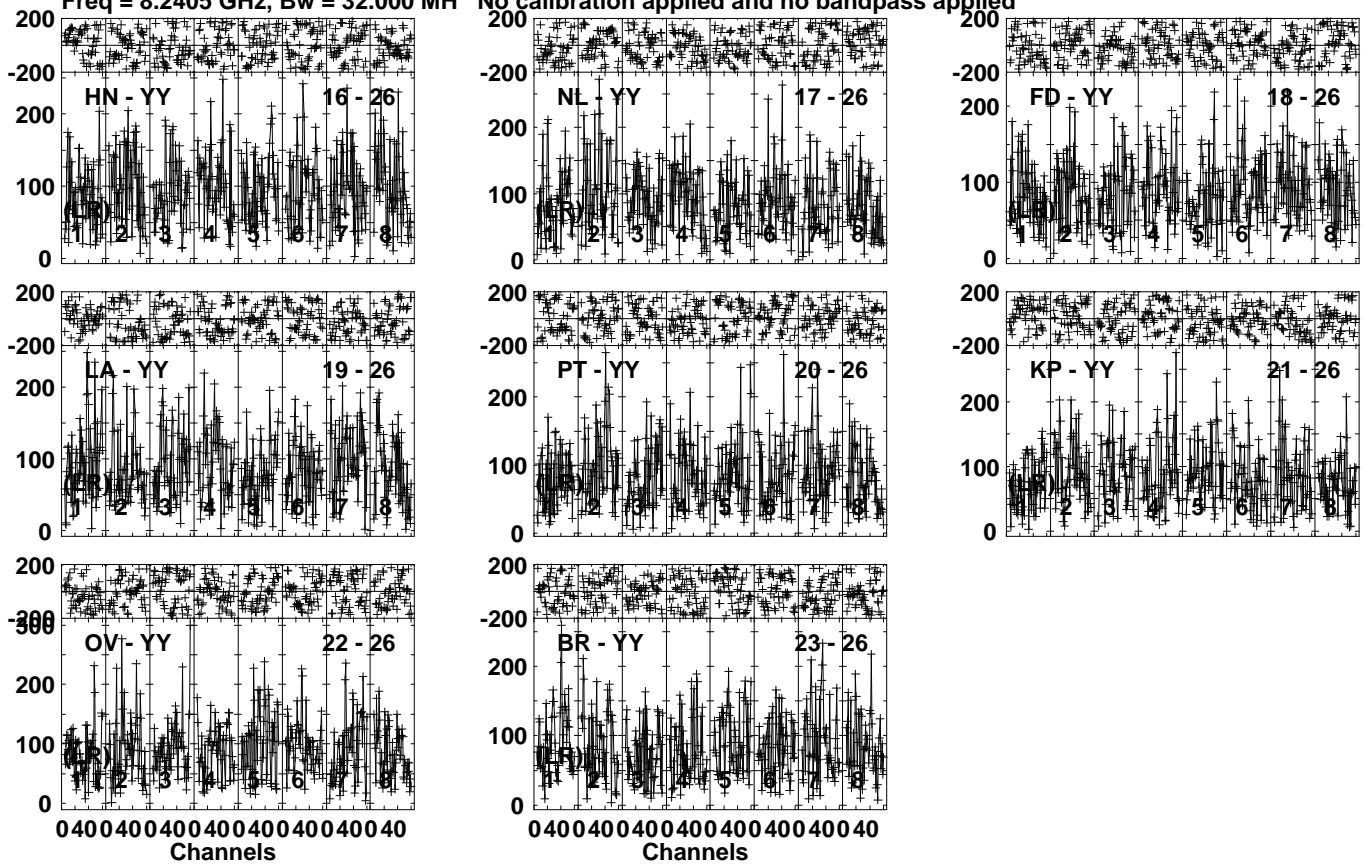 Freq = 8.2405 GHz, Bw = 32.000 MH No calibration applied and no bandpass applied
-200 -200 -200
HN - YY 16 - 26 NL - YY 17 - 26 FD - YY 18 - 26
200 200 200
100 100 100
(LR) (LR) (LR)
1 2 3 4 5 6 7 8 1 2 3 4 5 6 7 8 1 2 3 4 5 6 7 8
0 0 0
200 200 200
-200 -200 -200
LA - YY 19 - 26 PT - YY 20 - 26 KP - YY 21 - 26
200 200 200
100 100 100
(LR) (LR) (LR)
1 2 3 4 5 6 7 8 1 2 3 4 5 6 7 8 1 2 3 4 5 6 7 8
0 0 0
200 200
-200 -200
300
OV - YY 22 - 26 BR - YY 23 - 26
200 200
100 100
(LR) (LR)
1 2 3 4 5 6 7 8 1 2 3 4 5 6 7 8
0 0
0 40 0 40 0 40 0 40 0 40 0 40 0 40 0 40 0 40 0 40 0 40 0 40 0 40 0 40 0 40 0 40
Channels Channels